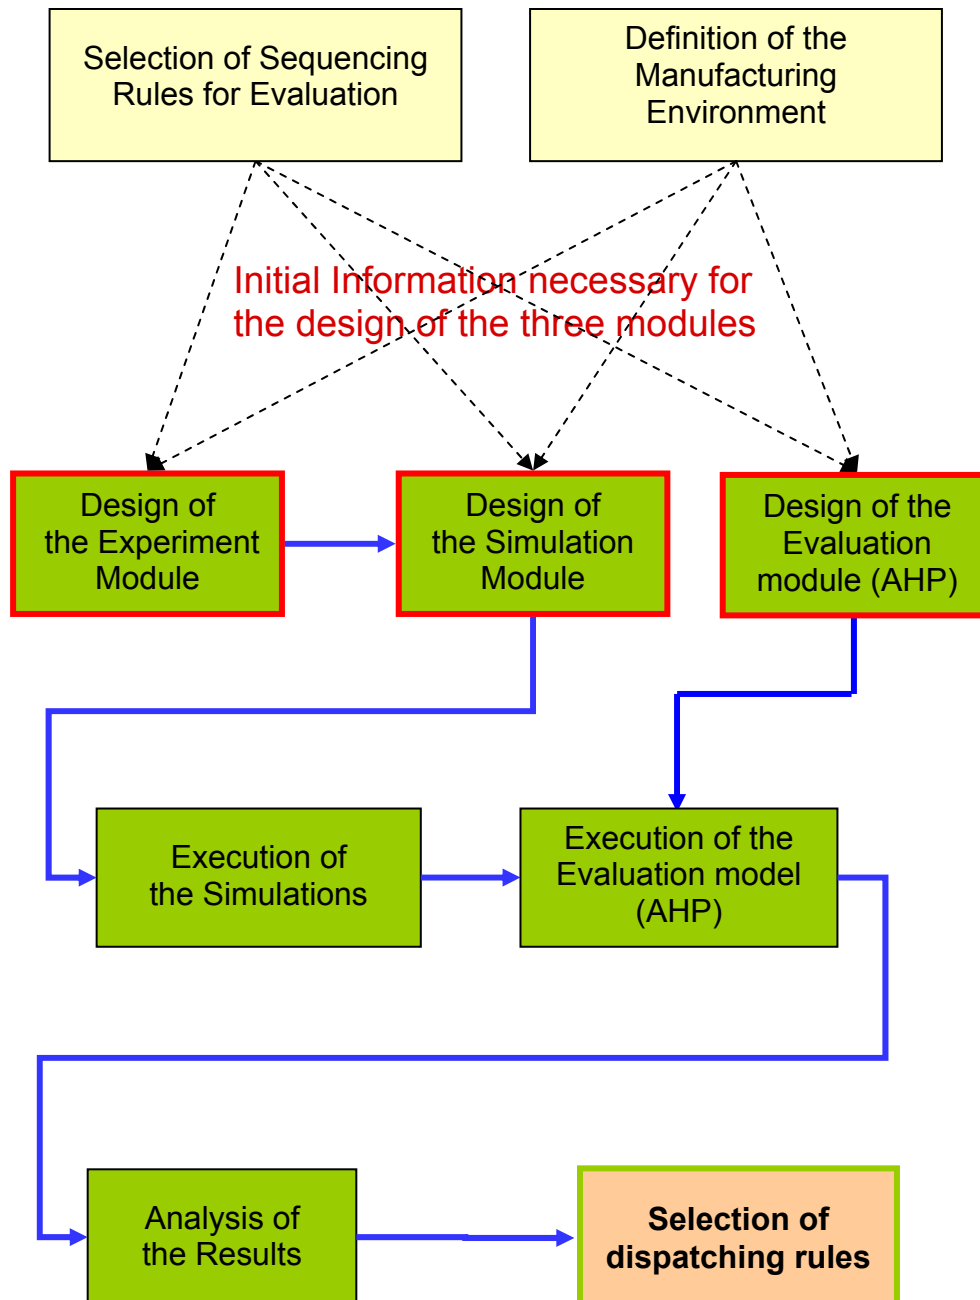 Selection of Sequencing
Rules for Evaluation
Definition of the
Manufacturing
Environment
Initial Information necessary for
the design of the three modules
Design of
the Experiment
Module
Design of
the Simulation
Module
Design of the
Evaluation
module (AHP)
Execution of
the Simulations
Execution of the
Evaluation model
(AHP)
Analysis of
the Results
Selection of
dispatching rules